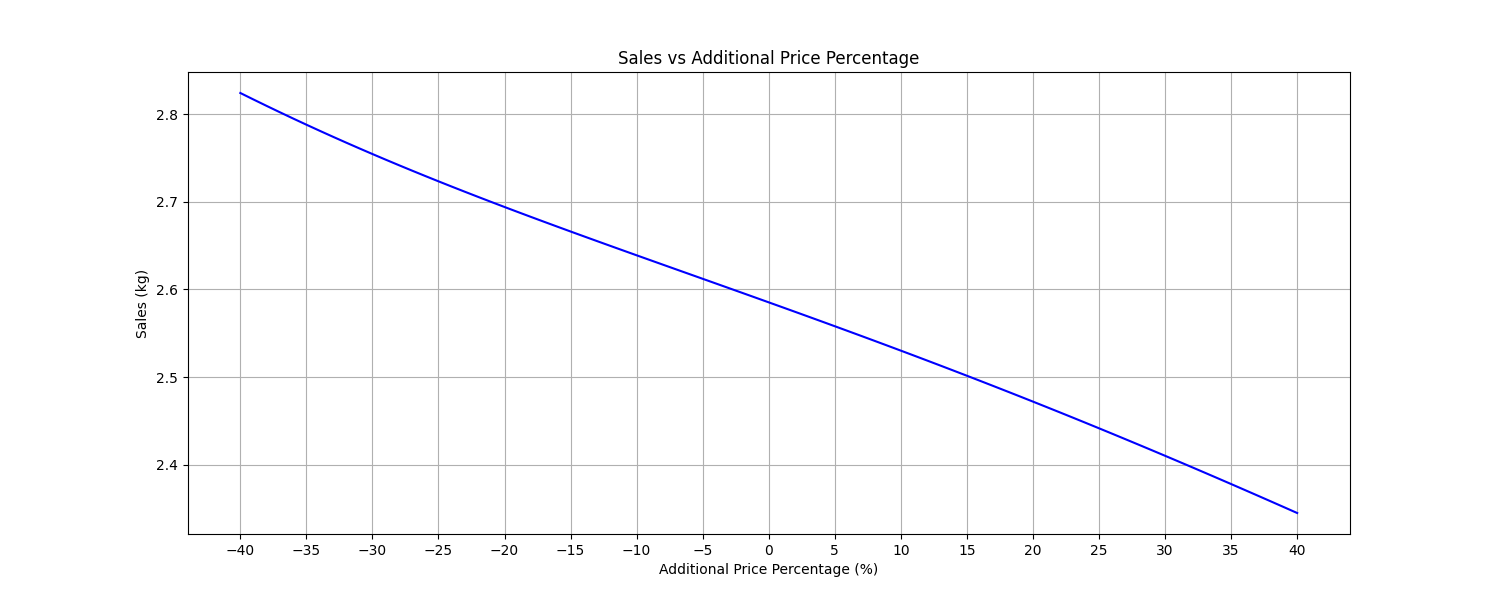 Sales vs Additional Price Percentage
Sales (kg)
2.8
2.7
2.6
2.5
2.4
−40 −35 −30 −25 −20 −15 −10 −5 0 5 10 15 20 25 30 35 40
Additional Price Percentage (%)